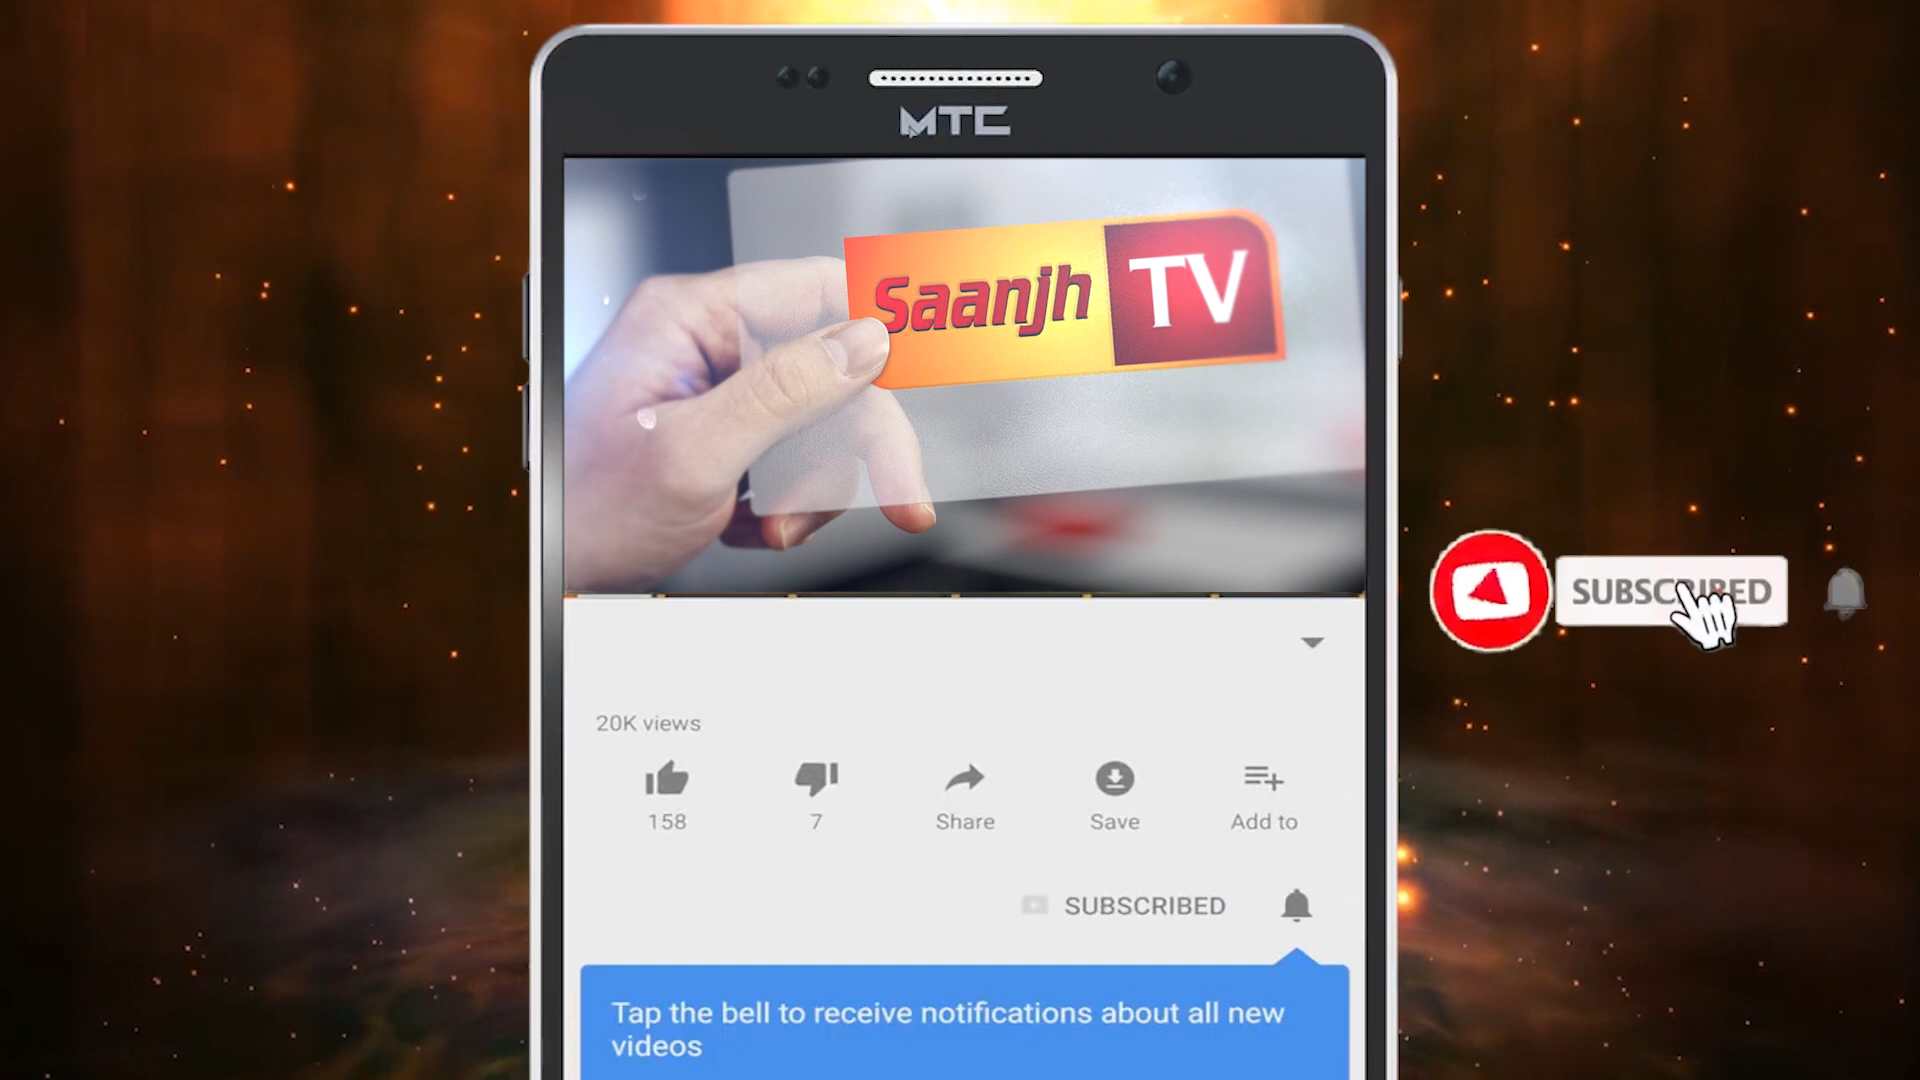 MTC
Saanjh TV
SUBSCRIBED
20K views
158
7
Share
Save
Add to
SUBSCRIBED
Tap the bell to receive notifications about all new
videos